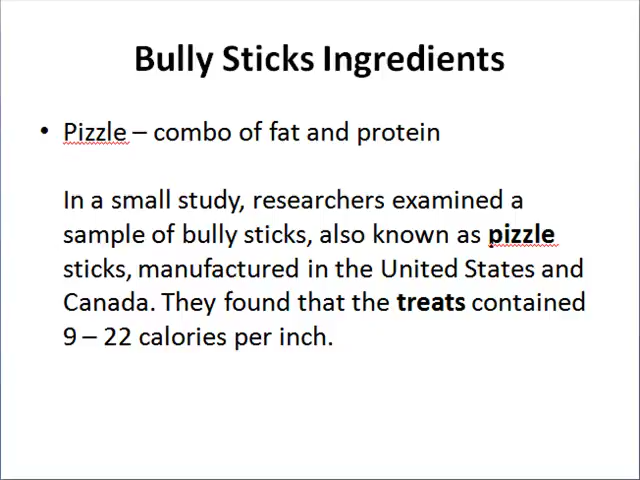 Bully Sticks Ingredients
• Pizzle – combo of fat and protein
In a small study, researchers examined a
sample of bully sticks, also known as pizzle
sticks, manufactured in the United States and
Canada. They found that the treats contained
9 – 22 calories per inch.